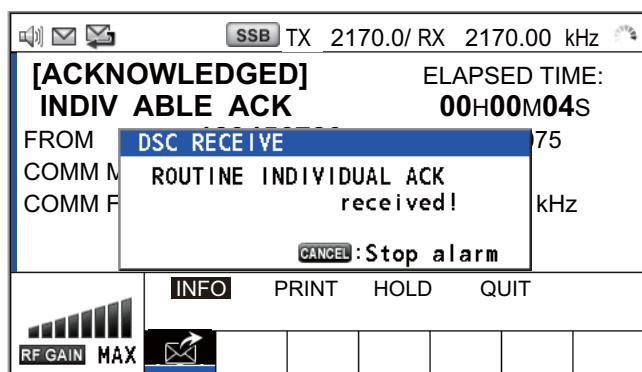 SSB TX 2170.0/ RX 2170.00 kHz
[ACKNOWLEDGED] ELAPSED TIME:
INDIV ABLE ACK 00H00M04S
FROM 75
COMM M
COMM F kHz
DSC RECEIVE
ROUTINE INDIVIDUAL ACK
received!
CANCEL:Stop alarm
INFO PRINT HOLD QUIT
RF GAIN MAX